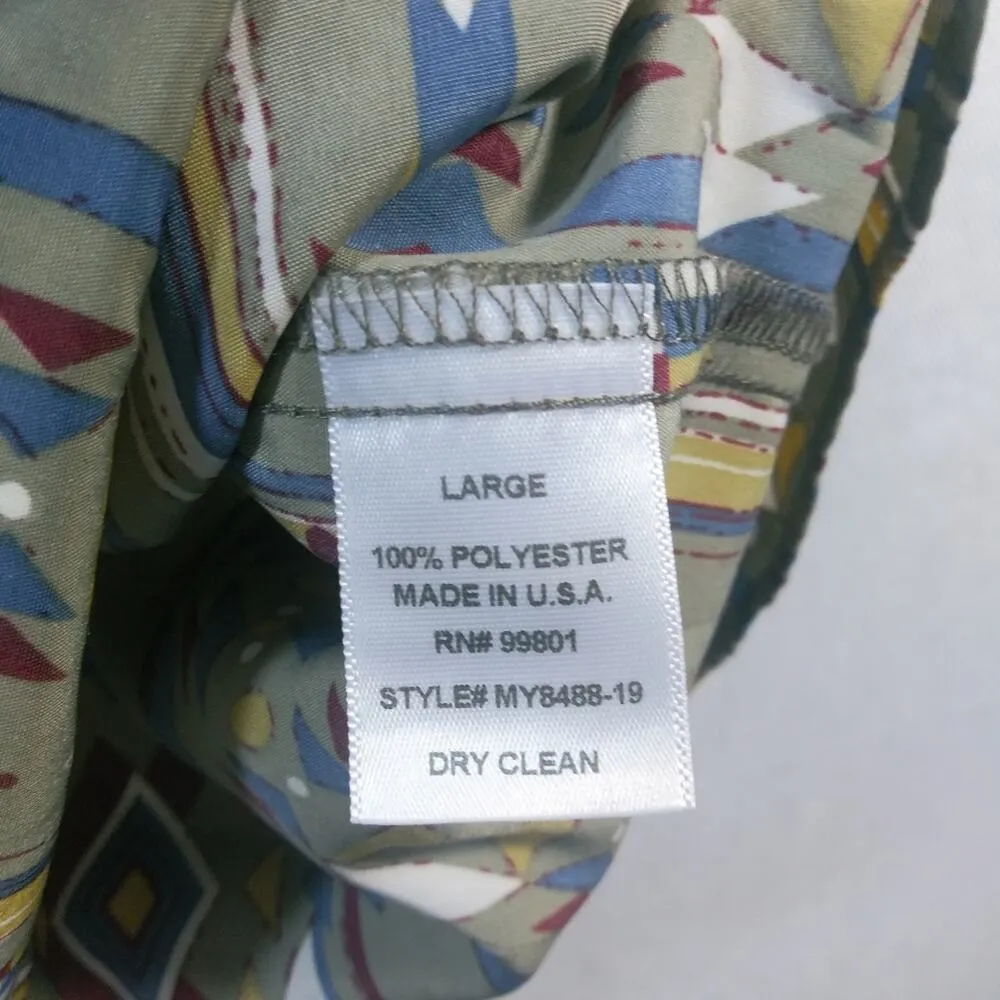 LARGE
100% POLYESTER
MADE IN U.S.A.
RN# 99801
STYLE# MY8488-19
DRY CLEAN